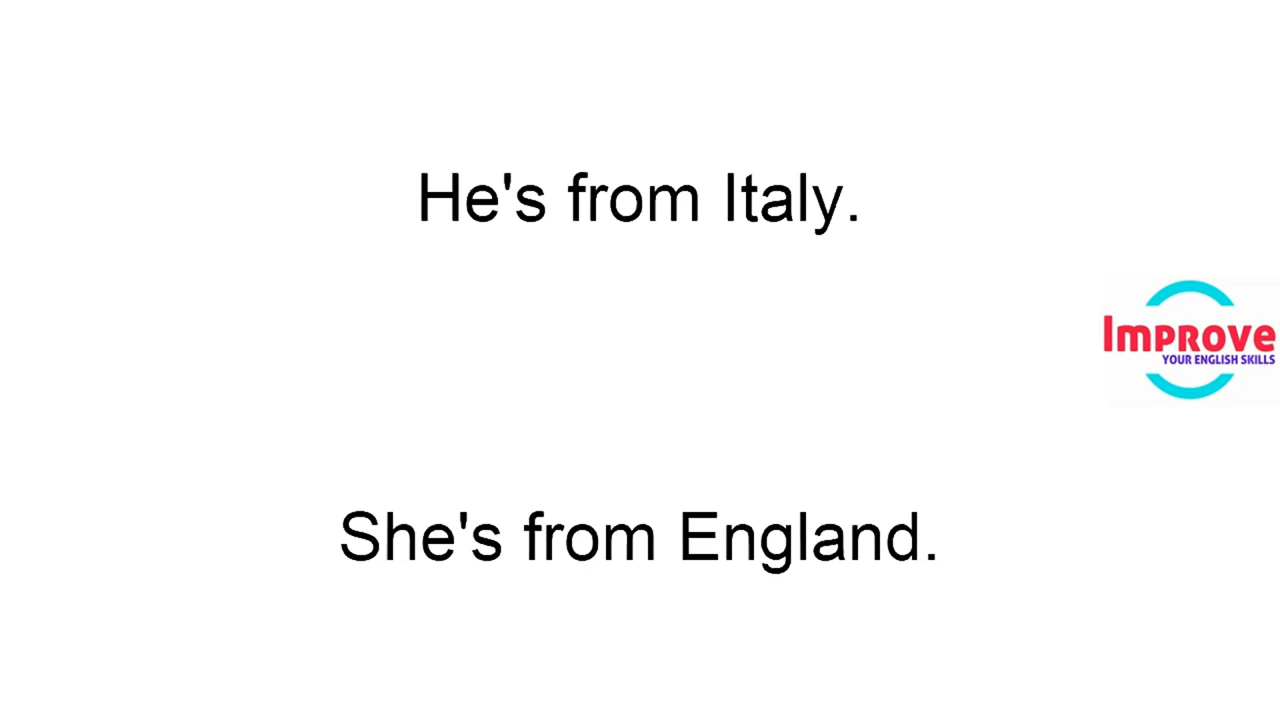 He's from Italy.
Improve
YOUR ENGLISH SKILLS
She's from England.